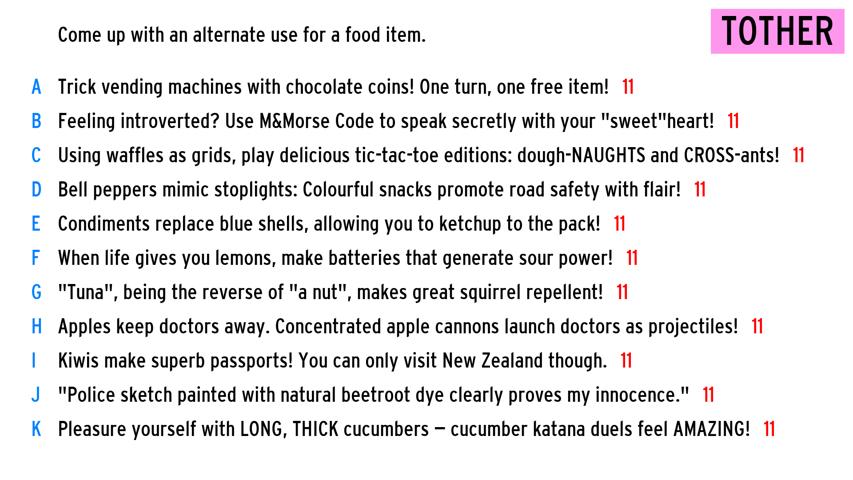 Come up with an alternate use for a food item.
TOTHER
A Trick vending machines with chocolate coins! One turn, one free item! 11
B Feeling introverted? Use M&Morse Code to speak secretly with your "sweet"heart! 11
C Using waffles as grids, play delicious tic-tac-toe editions: dough-NAUGHTS and CROSS-ants! 11
D Bell peppers mimic stoplights: Colourful snacks promote road safety with flair! 11
E Condiments replace blue shells, allowing you to ketchup to the pack! 11
F When life gives you lemons, make batteries that generate sour power! 11
G "Tuna", being the reverse of "a nut", makes great squirrel repellent! 11
H Apples keep doctors away. Concentrated apple cannons launch doctors as projectiles! 11
I Kiwis make superb passports! You can only visit New Zealand though. 11
J "Police sketch painted with natural beetroot dye clearly proves my innocence." 11
K Pleasure yourself with LONG, THICK cucumbers – cucumber katana duels feel AMAZING! 11